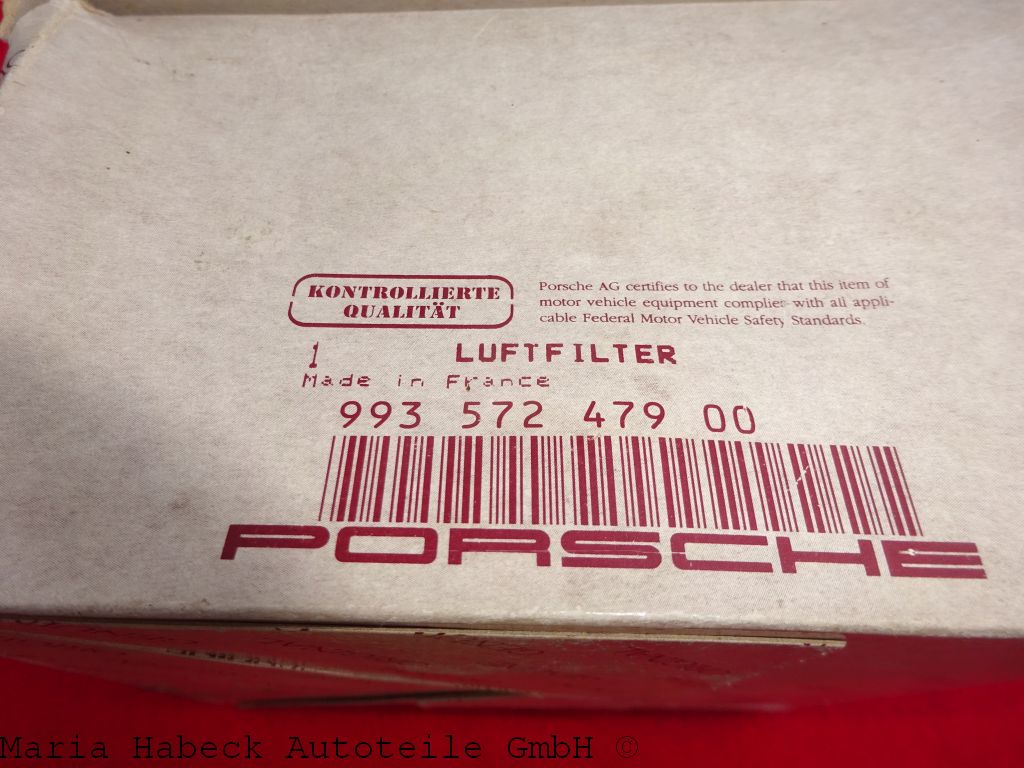 KONTROLLIERTE
QUALITÄT
Porsche AG certifies to the dealer that this item of
motor vehicle equipment complier with all appli-
cable Federal Motor Vehicle Safety Standards.
1 LUFTFILTER
Made in France
993 572 479 00
PORSCHE
Maria Habeck Autoteile GmbH ©